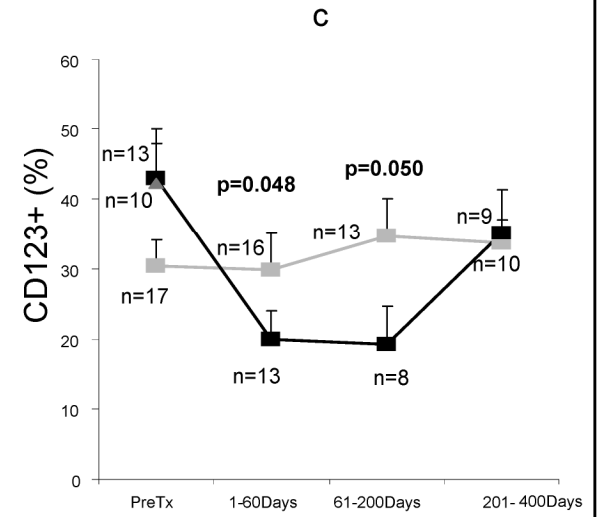 C
CD123+ (%)
60
50
40
30
20
10
0
n=13
n=10
n=17
p=0.048
n=16
n=13
p=0.050
n=13
n=8
n=9
n=10
PreTx
1-60Days
61-200Days
201-400Days